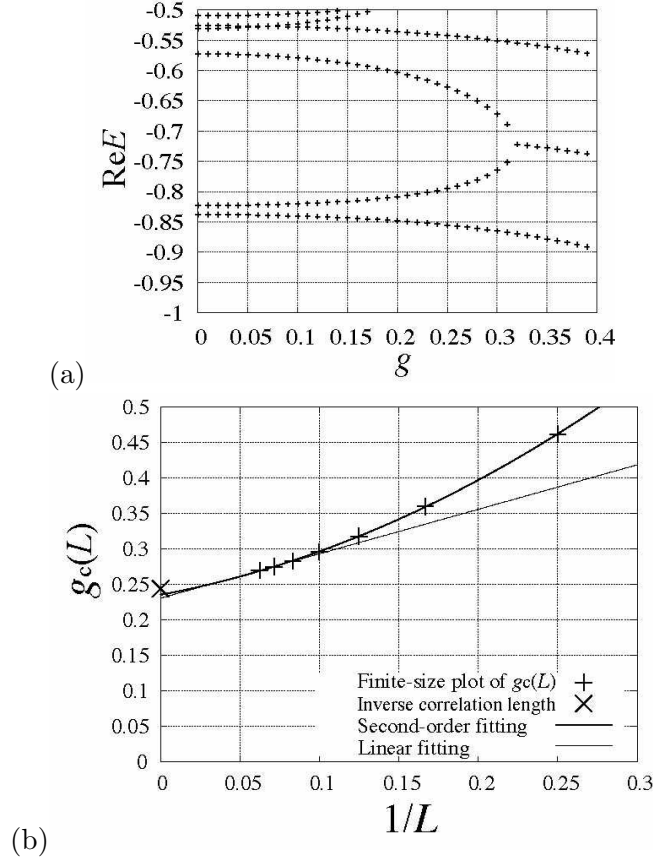 -0.5
-0.55
-0.6
-0.65
-0.7
-0.75
-0.8
-0.85
-0.9
-0.95
-1
ReE
0 0.05 0.1 0.15 0.2 0.25 0.3 0.35 0.4
g
(a)
0.5
0.45
0.4
0.35
0.3
0.25
0.2
0.15
0.1
0.05
0
gc(L)
Finite-size plot of gc(L)
Inverse correlation length
Second-order fitting
Linear fitting
0 0.05 0.1 0.15 0.2 0.25 0.3
1/L
(b)